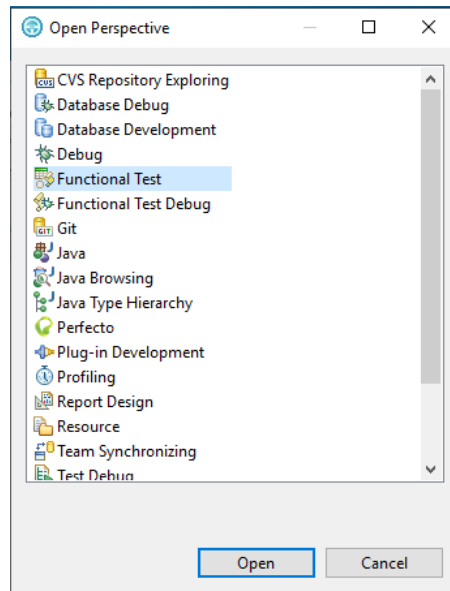 Open Perspective
CVS Repository Exploring
Database Debug
Database Development
Debug
Functional Test
Functional Test Debug
Git
Java
Java Browsing
Java Type Hierarchy
Perfecto
Plug-in Development
Profiling
Report Design
Resource
Team Synchronizing
Test Debug
Open
Cancel